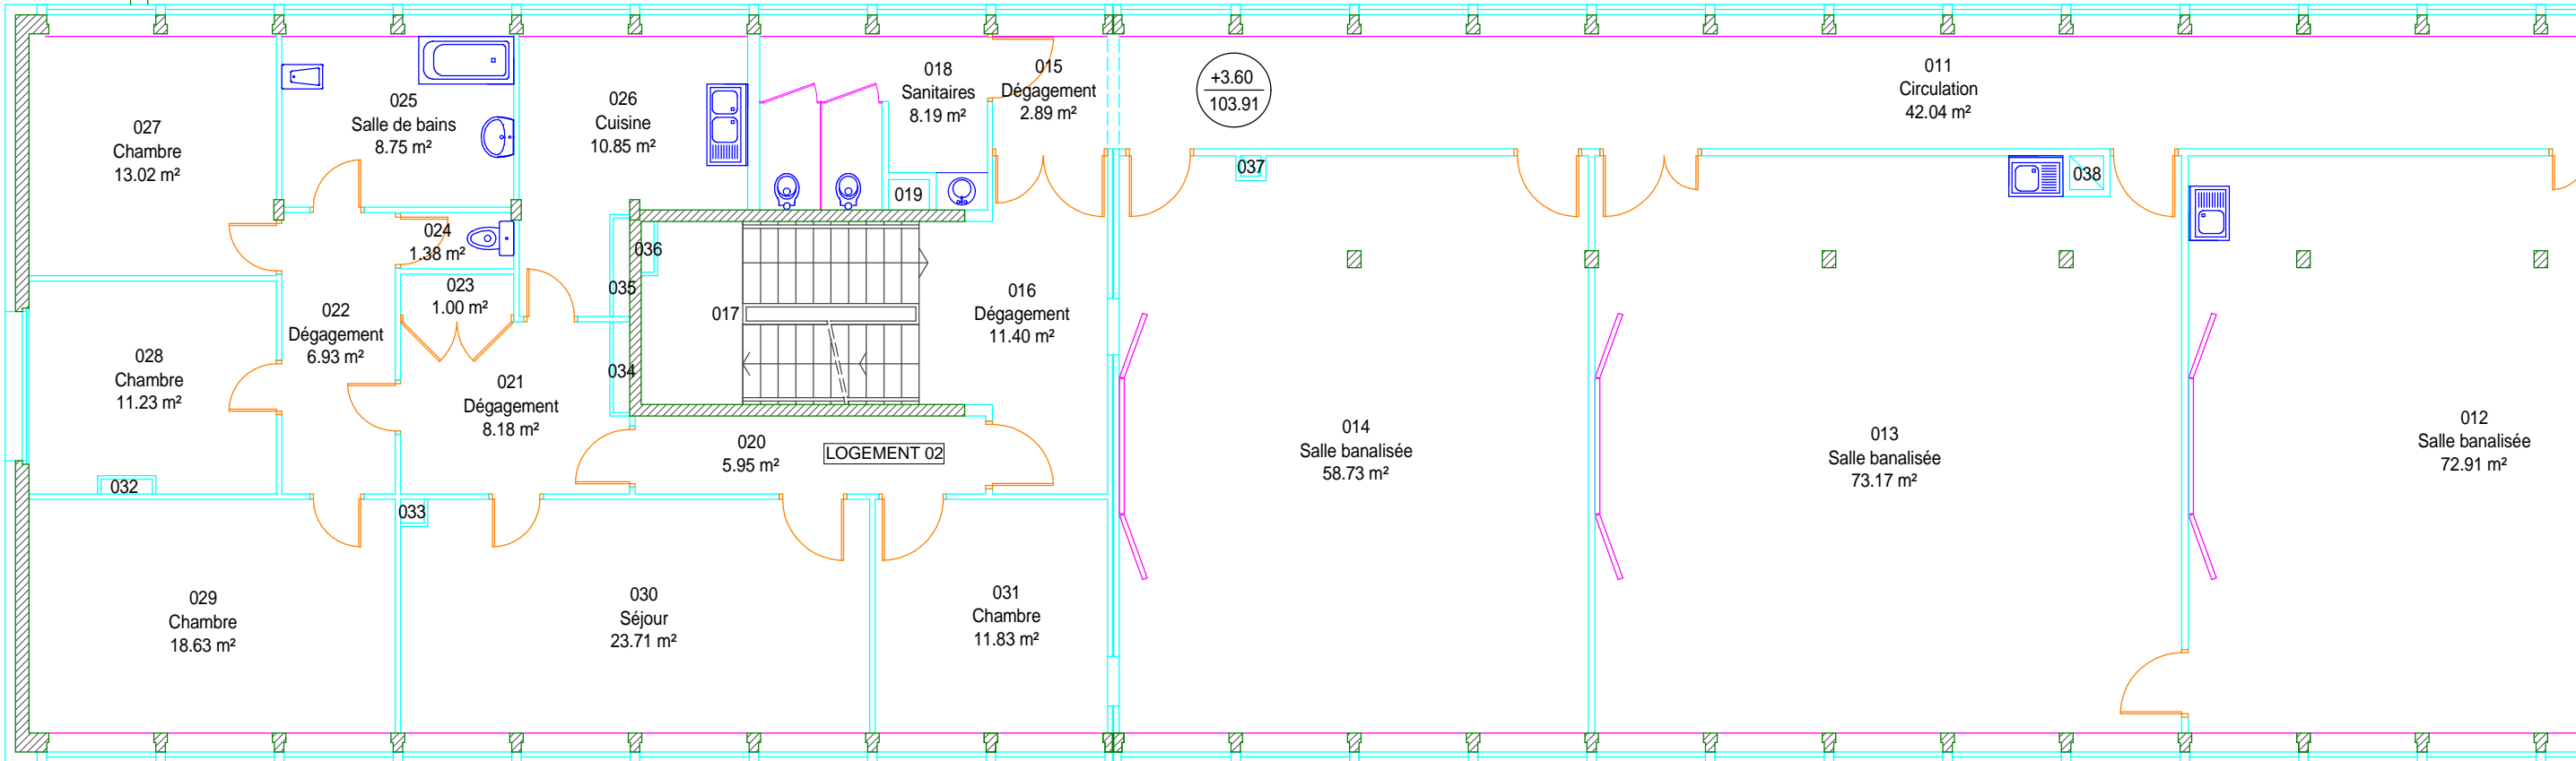 027
Chambre
13.02 m²
025
Salle de bains
8.75 m²
026
Cuisine
10.85 m²
018
Sanitaires
8.19 m²
015
Dégagement
2.89 m²
+3.60
103.91
011
Circulation
42.04 m²
019
037
038
024
1.38 m²
023
1.00 m²
036
035
034
017
016
Dégagement
11.40 m²
022
Dégagement
6.93 m²
028
Chambre
11.23 m²
021
Dégagement
8.18 m²
020
5.95 m²
LOGEMENT 02
014
Salle banalisée
58.73 m²
013
Salle banalisée
73.17 m²
012
Salle banalisée
72.91 m²
032
033
029
Chambre
18.63 m²
030
Séjour
23.71 m²
031
Chambre
11.83 m²